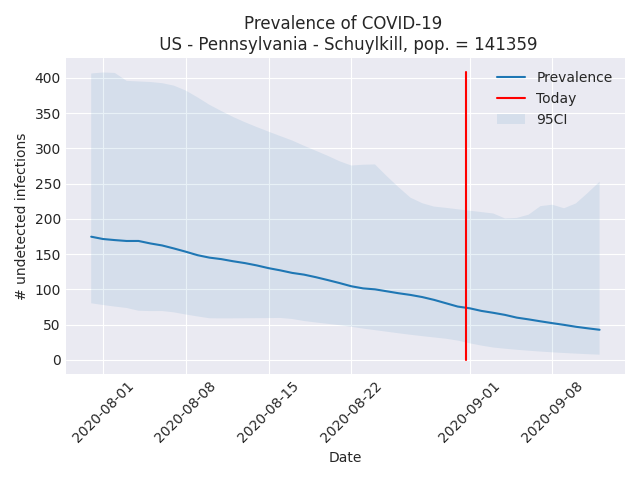 Prevalence of COVID-19
US - Pennsylvania - Schuylkill, pop. = 141359
Prevalence
Today
95CI
# undetected infections
400
350
300
250
200
150
100
50
0
2020-08-01
2020-08-08
2020-08-15
2020-08-22
2020-09-01
2020-09-08
Date